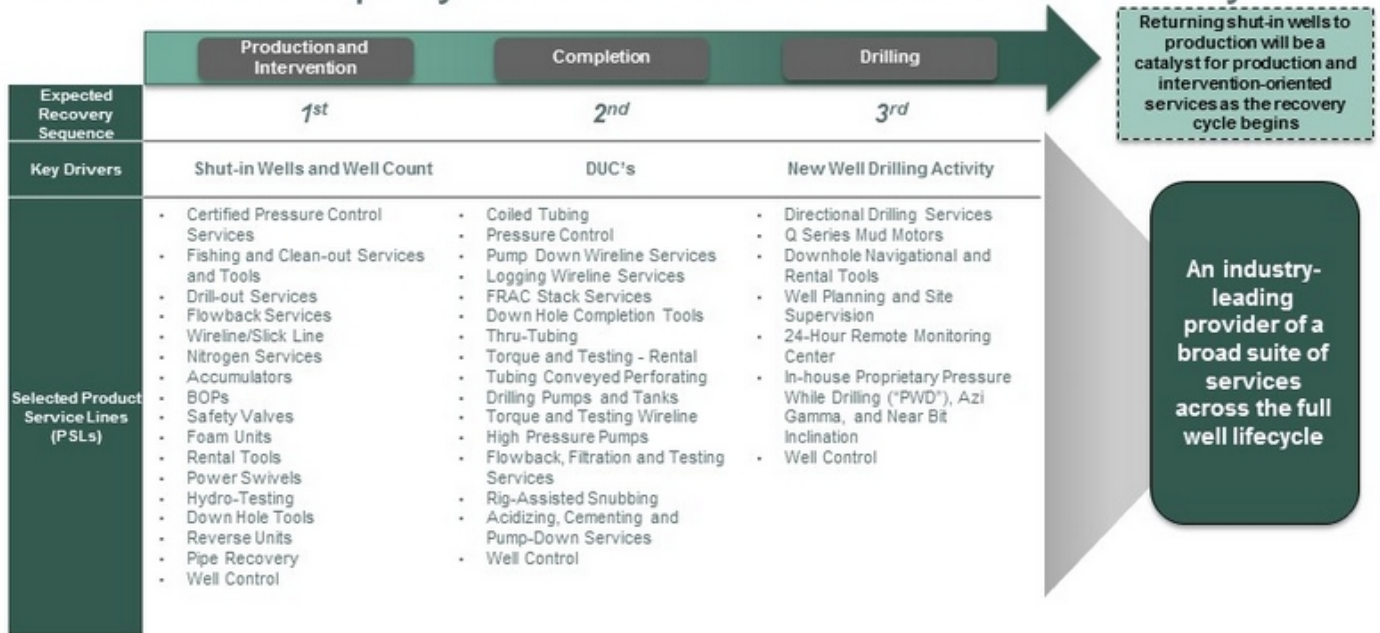 Production and
Intervention
Completion
Drilling
Returning shut-in wells to
production will be a
catalyst for production and
intervention-oriented
services as the recovery
cycle begins
Expected
Recovery
Sequence
1st
2nd
3rd
Key Drivers
Shut-in Wells and Well Count
DUC's
New Well Drilling Activity
Selected Product
Service Lines
(PSLs)
• Certified Pressure Control
Services
• Fishing and Clean-out Services
and Tools
• Drill-out Services
• Flowback Services
• Wireline/Slick Line
• Nitrogen Services
• Accumulators
• BOPs
• Safety Valves
• Foam Units
• Rental Tools
• Power Swivels
• Hydro-Testing
• Down Hole Tools
• Reverse Units
• Pipe Recovery
• Well Control
• Coiled Tubing
• Pressure Control
• Pump Down Wireline Services
• Logging Wireline Services
• FRAC Stack Services
• Down Hole Completion Tools
• Thru-Tubing
• Torque and Testing - Rental
• Tubing Conveyed Perforating
• Drilling Pumps and Tanks
• Torque and Testing Wireline
• High Pressure Pumps
• Flowback, Filtration and Testing
Services
• Rig-Assisted Snubbing
• Acidizing, Cementing and
Pump-Down Services
• Well Control
• Directional Drilling Services
• Q Series Mud Motors
• Downhole Navigational and
Rental Tools
• Well Planning and Site
Supervision
• 24-Hour Remote Monitoring
Center
• In-house Proprietary Pressure
While Drilling ("PWD"), Azi
Gamma, and Near Bit
Inclination
• Well Control
An industry-
leading
provider of a
broad suite of
services
across the full
well lifecycle